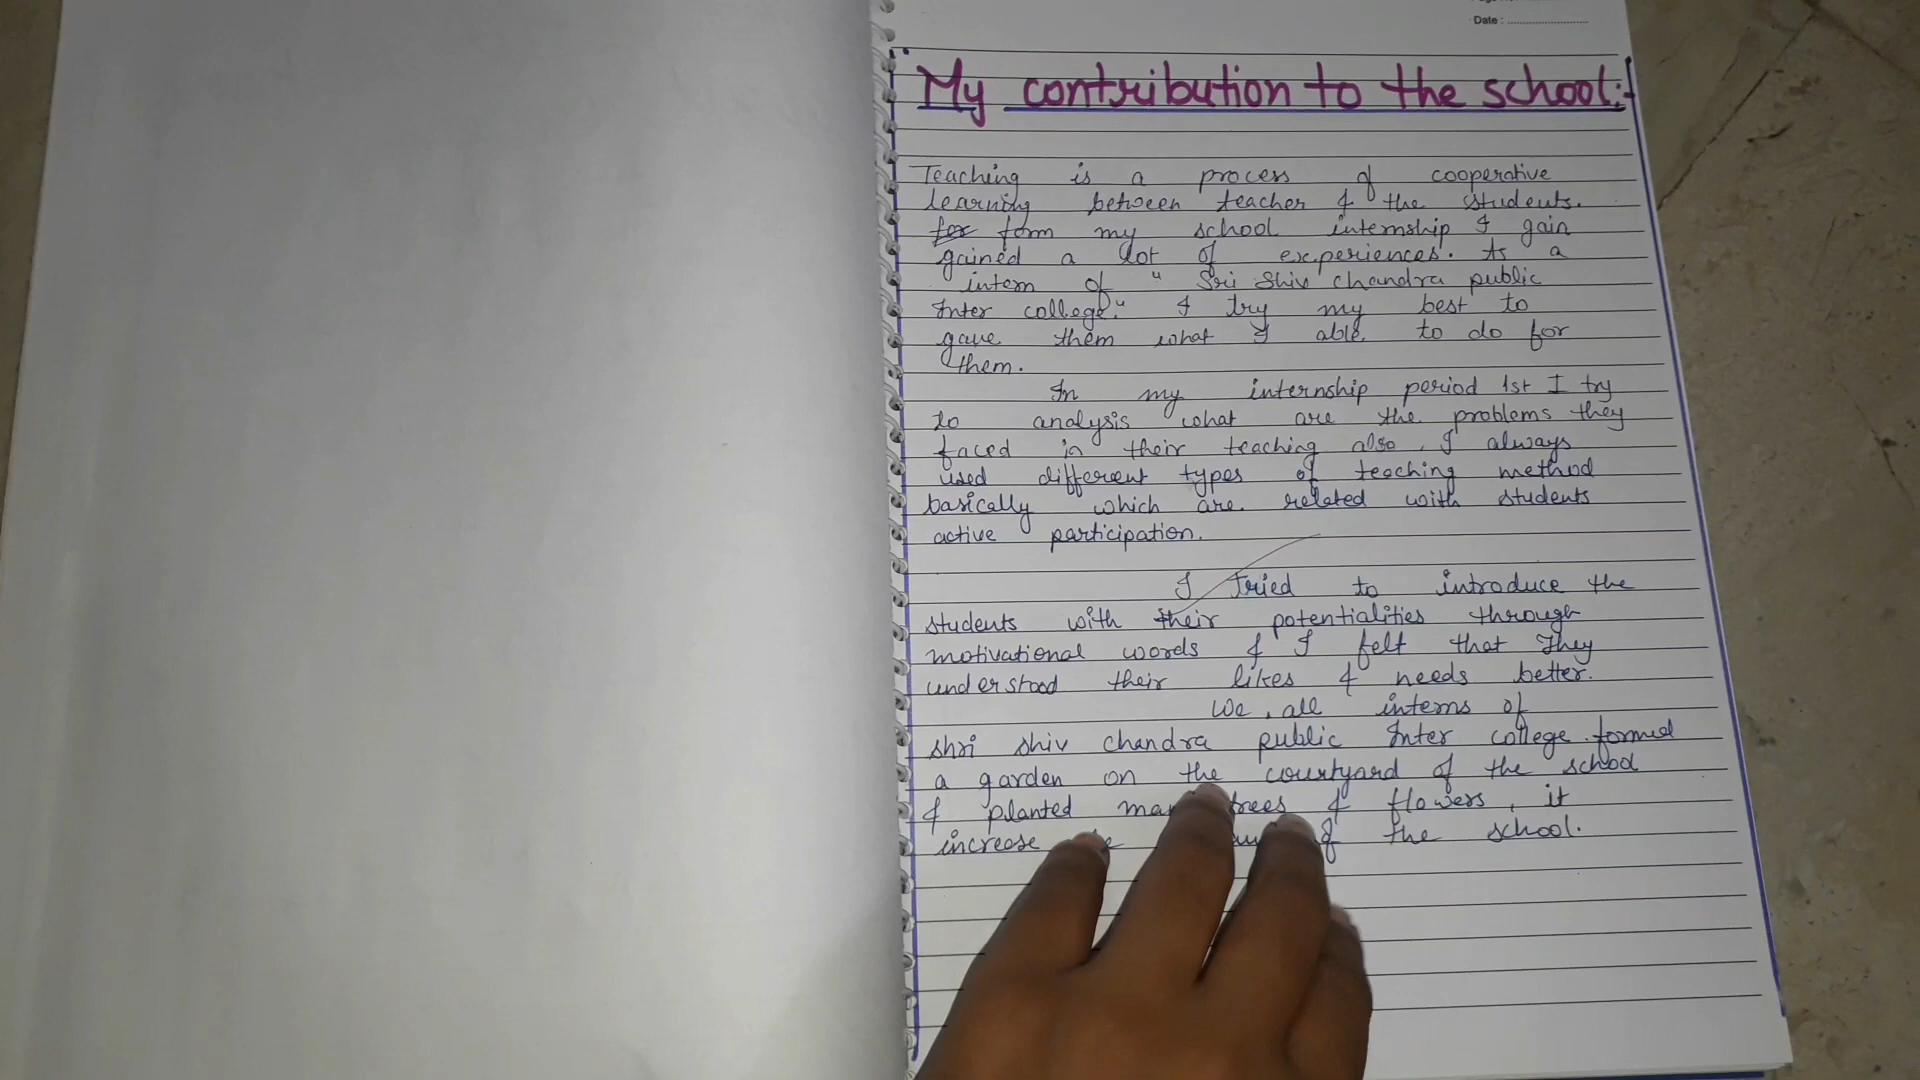 Date : ..........................
My contribution to the school:-
Teaching is a process of cooperative
learning between teacher & the students.
for form my school internship I gain
gained a lot of experiences. As a
intern of " Sri Shiv Chandra public
Inter college." I try my best to
gave them what I able to do for
them.
In my internship period 1st I try
to analysis what are the problems they
faced in their teaching also. I always
used different types of teaching method
basically which are related with students
active participation.
I Tried to introduce the
students with their potentialities through
motivational words & I felt that They
understood their likes & needs better.
We, all interns of
shri shiv chandra public Inter college formed
a garden on the courtyard of the school
& planted trees & flowers, it
increase of the school.